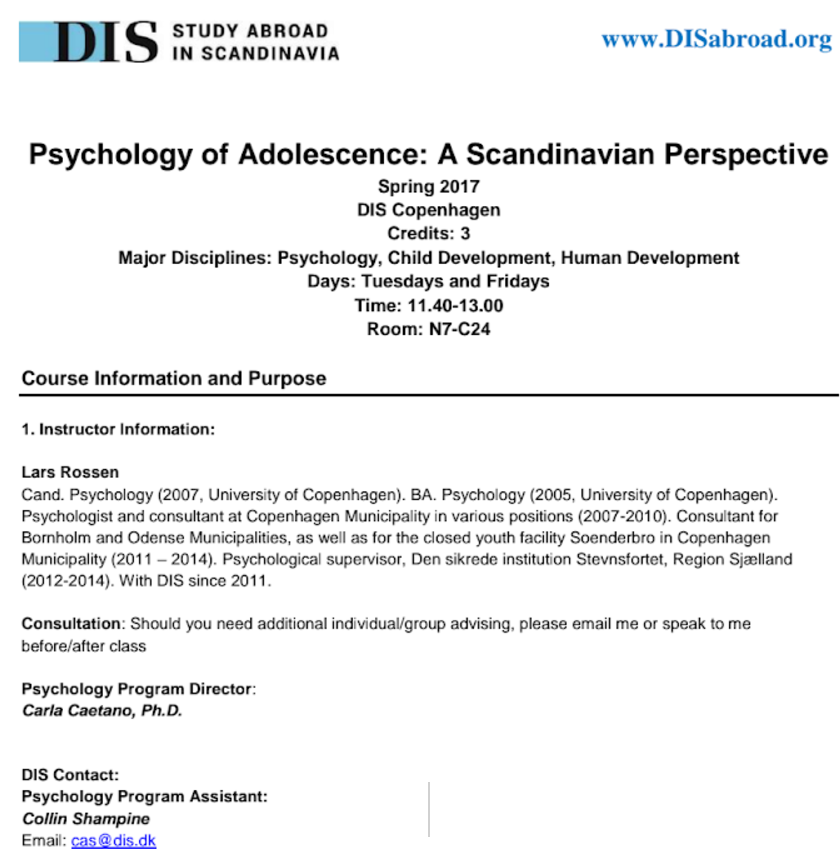 DIS STUDY ABROAD
IN SCANDINAVIA
www.DISabroad.org
Psychology of Adolescence: A Scandinavian Perspective
Spring 2017
DIS Copenhagen
Credits: 3
Major Disciplines: Psychology, Child Development, Human Development
Days: Tuesdays and Fridays
Time: 11.40-13.00
Room: N7-C24
Course Information and Purpose
1. Instructor Information:
Lars Rossen
Cand. Psychology (2007, University of Copenhagen). BA. Psychology (2005, University of Copenhagen).
Psychologist and consultant at Copenhagen Municipality in various positions (2007-2010). Consultant for
Bornholm and Odense Municipalities, as well as for the closed youth facility Soenderbro in Copenhagen
Municipality (2011 – 2014). Psychological supervisor, Den sikrede institution Stevnsfortet, Region Sjælland
(2012-2014). With DIS since 2011.
Consultation: Should you need additional individual/group advising, please email me or speak to me
before/after class
Psychology Program Director:
Carla Caetano, Ph.D.
DIS Contact:
Psychology Program Assistant:
Collin Shampine
Email: cas@dis.dk